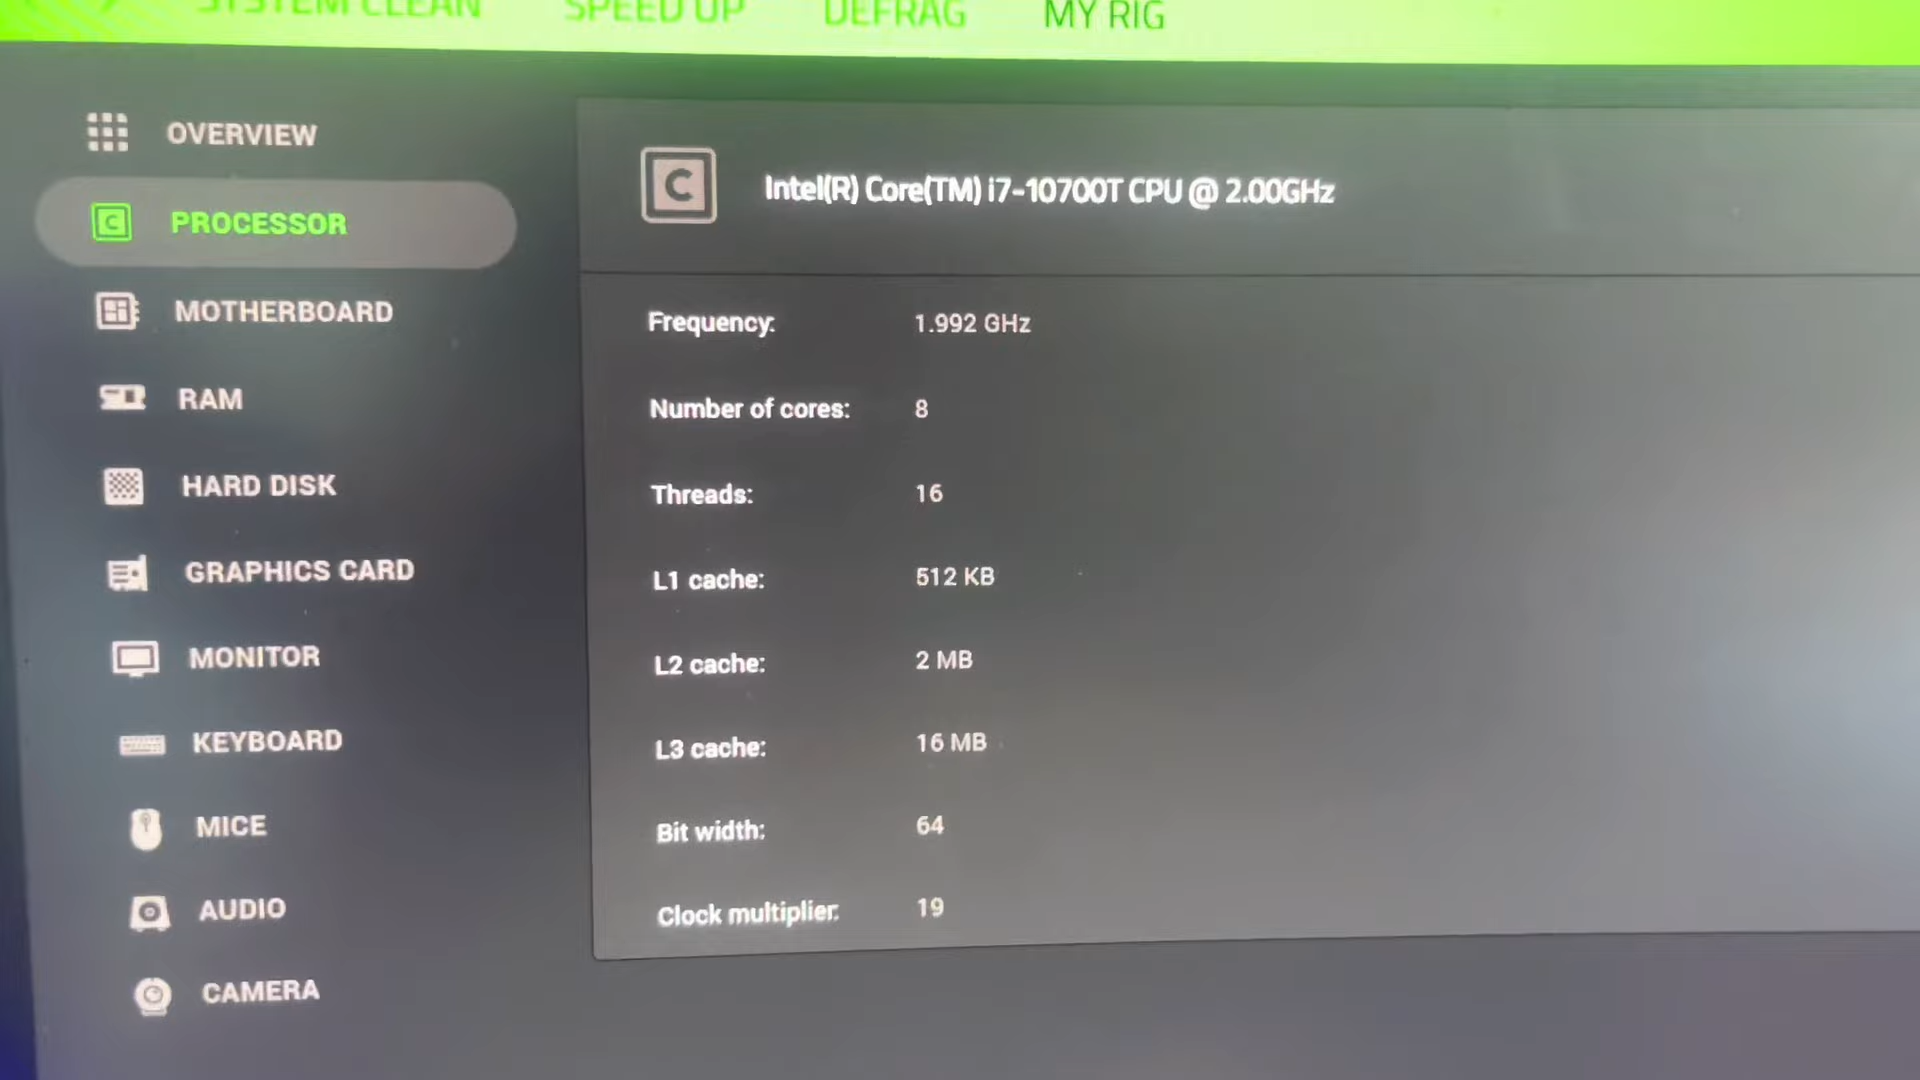 SYSTEM CLEAN SPEED UP DEFRAG MY RIG
OVERVIEW
PROCESSOR
MOTHERBOARD
RAM
HARD DISK
GRAPHICS CARD
MONITOR
KEYBOARD
MICE
AUDIO
CAMERA
C Intel(R) Core(TM) i7-10700T CPU @ 2.00GHz
Frequency: 1.992 GHz
Number of cores: 8
Threads: 16
L1 cache: 512 KB
L2 cache: 2 MB
L3 cache: 16 MB
Bit width: 64
Clock multiplier: 19